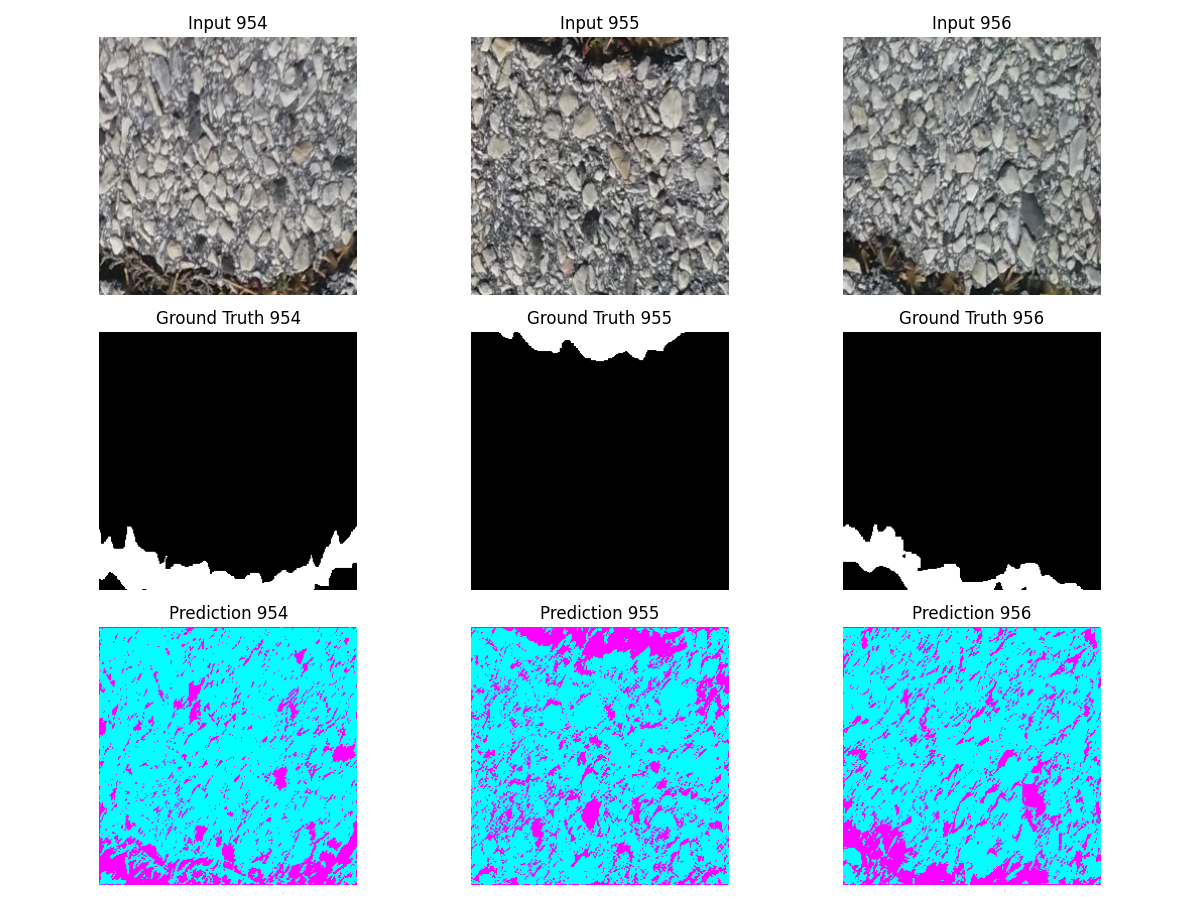 Input 954
Input 955
Input 956
Ground Truth 954
Ground Truth 955
Ground Truth 956
Prediction 954
Prediction 955
Prediction 956